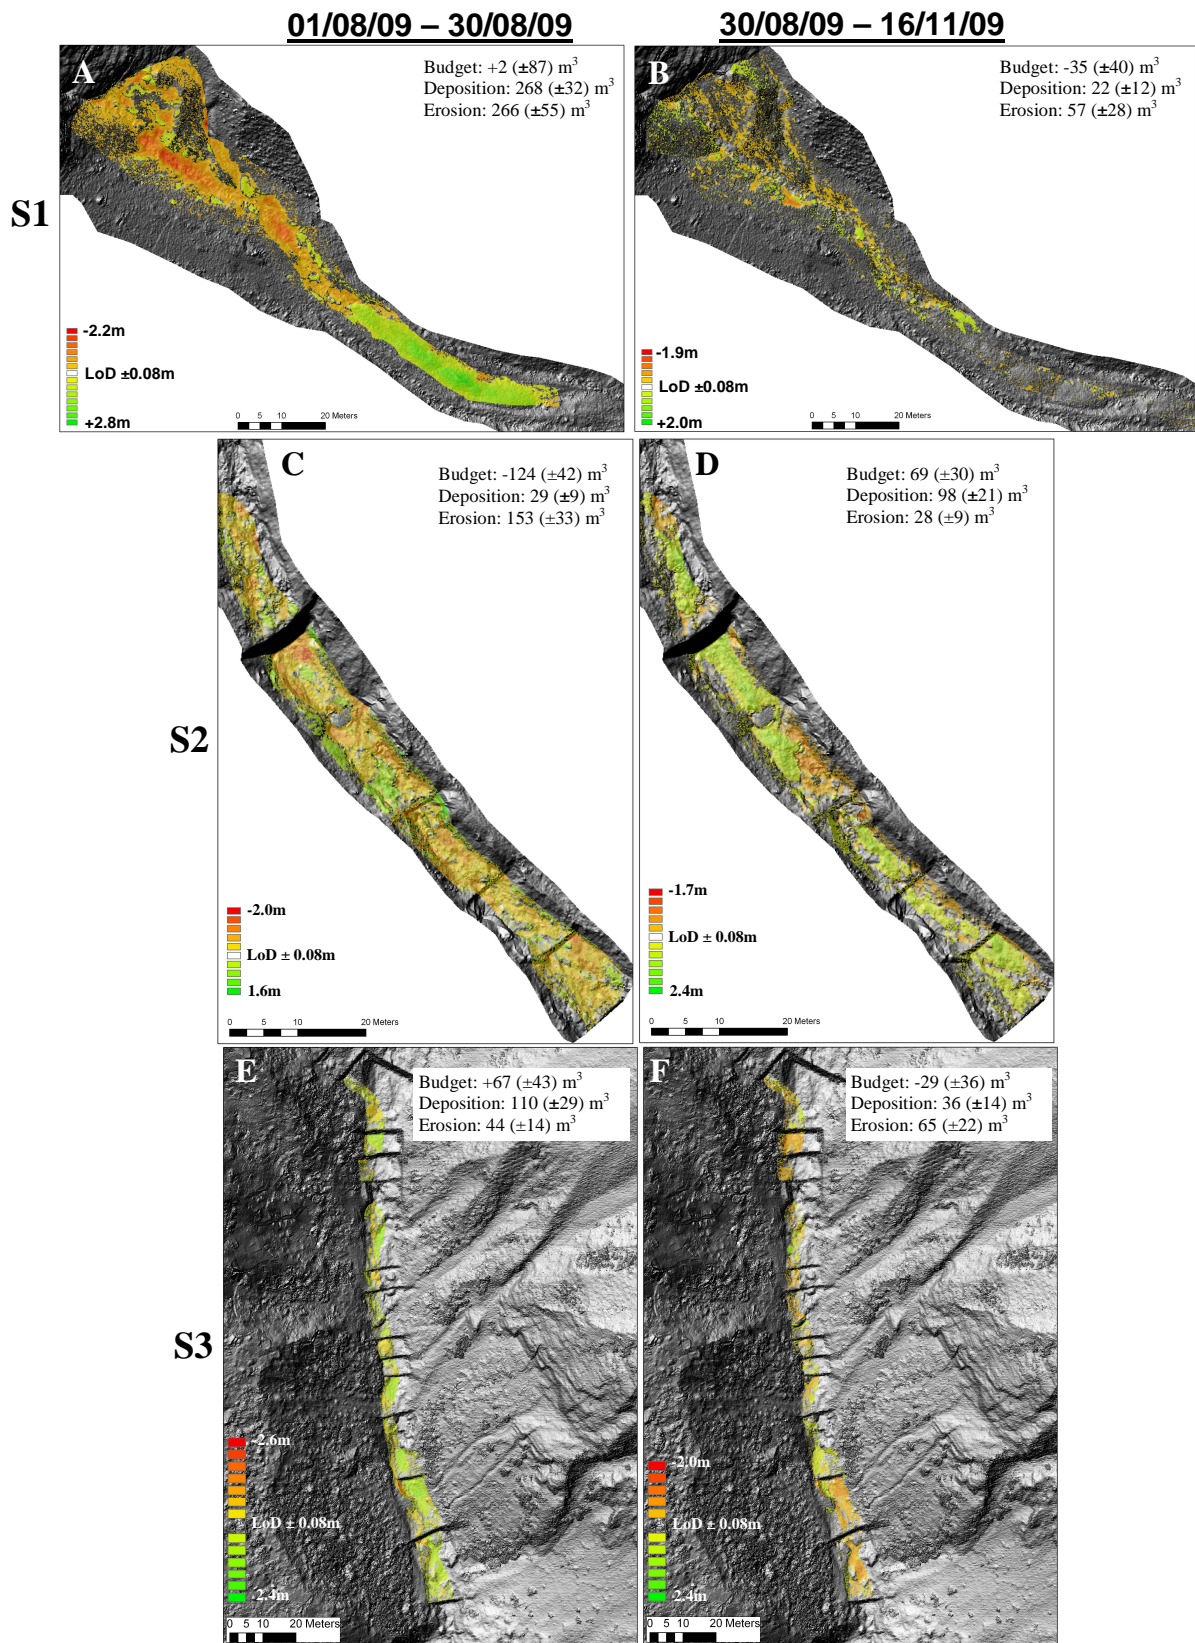 01/08/09 – 30/08/09
30/08/09 – 16/11/09
S1
A
Budget: +2 (±87) m³
Deposition: 268 (±32) m³
Erosion: 266 (±55) m³
-2.2m
LoD ±0.08m
+2.8m
0 5 10 20 Meters
B
Budget: -35 (±40) m³
Deposition: 22 (±12) m³
Erosion: 57 (±28) m³
-1.9m
LoD ±0.08m
+2.0m
0 5 10 20 Meters
S2
C
Budget: -124 (±42) m³
Deposition: 29 (±9) m³
Erosion: 153 (±33) m³
-2.0m
LoD ± 0.08m
1.6m
0 5 10 20 Meters
D
Budget: 69 (±30) m³
Deposition: 98 (±21) m³
Erosion: 28 (±9) m³
-1.7m
LoD ± 0.08m
2.4m
0 5 10 20 Meters
S3
E
Budget: +67 (±43) m³
Deposition: 110 (±29) m³
Erosion: 44 (±14) m³
-2.6m
LoD ± 0.08m
-2.4m
0 5 10 20 Meters
F
Budget: -29 (±36) m³
Deposition: 36 (±14) m³
Erosion: 65 (±22) m³
-2.0m
LoD ± 0.08m
2.4m
0 5 10 20 Meters